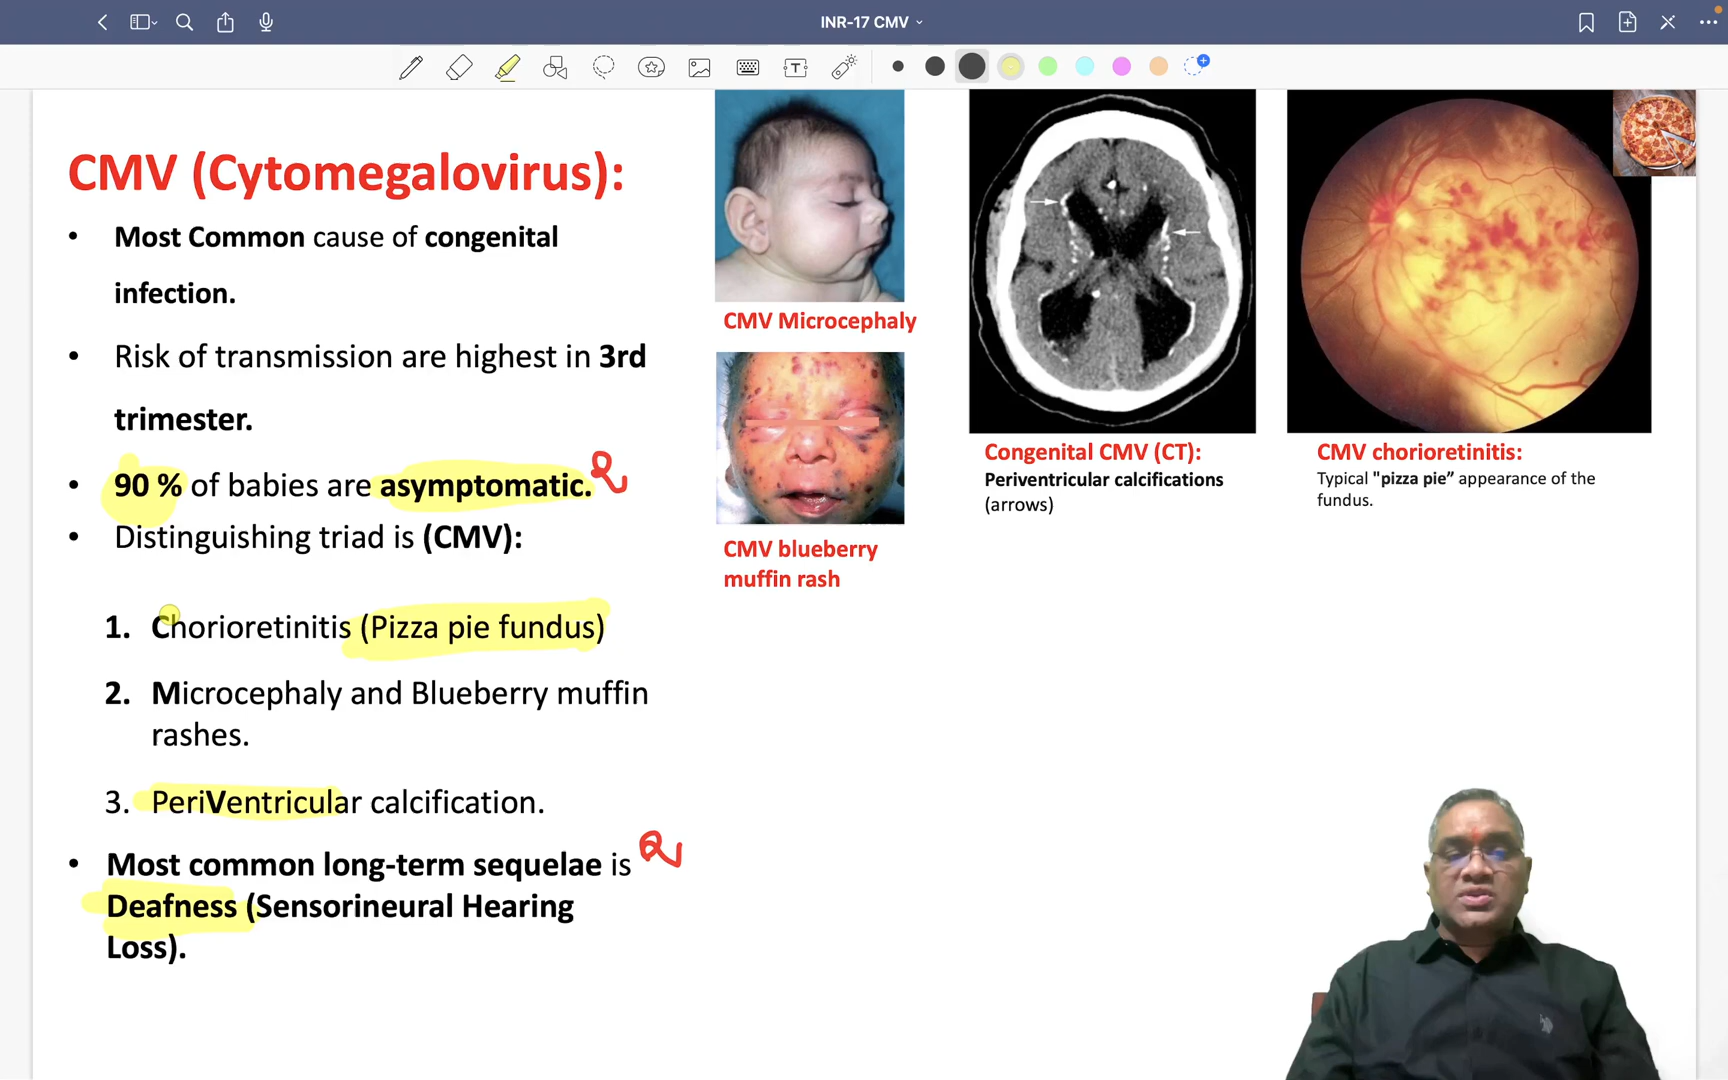 INR-17 CMV
CMV (Cytomegalovirus):
• Most Common cause of congenital
infection.
• Risk of transmission are highest in 3rd
trimester.
• 90 % of babies are asymptomatic.
• Distinguishing triad is (CMV):
1. Chorioretinitis (Pizza pie fundus)
2. Microcephaly and Blueberry muffin
rashes.
3. PeriVentricular calcification.
• Most common long-term sequelae is
Deafness (Sensorineural Hearing
Loss).
CMV Microcephaly
CMV blueberry
muffin rash
Congenital CMV (CT):
Periventricular calcifications
(arrows)
CMV chorioretinitis:
Typical "pizza pie” appearance of the
fundus.